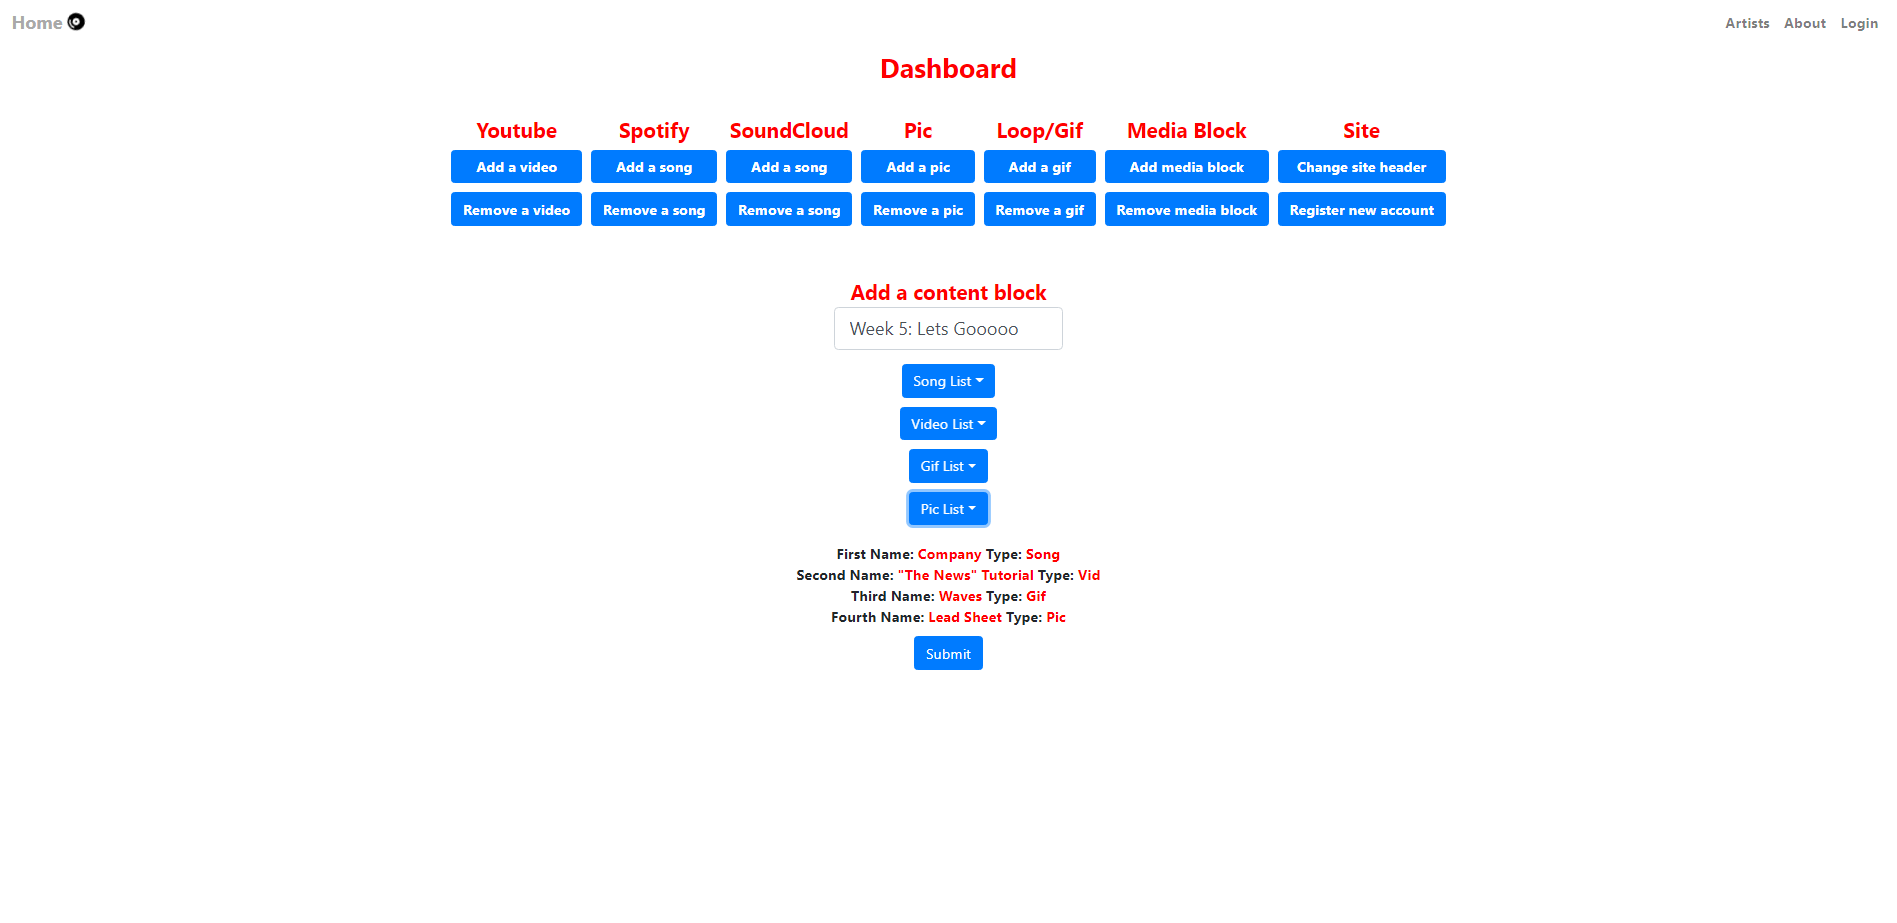 Home Artists About Login
Dashboard
Youtube Spotify SoundCloud Pic Loop/Gif Media Block Site
Add a video Add a song Add a song Add a pic Add a gif Add media block Change site header
Remove a video Remove a song Remove a song Remove a pic Remove a gif Remove media block Register new account
Add a content block
Week 5: Lets Gooooo
Song List
Video List
Gif List
Pic List
First Name: Company Type: Song
Second Name: "The News" Tutorial Type: Vid
Third Name: Waves Type: Gif
Fourth Name: Lead Sheet Type: Pic
Submit